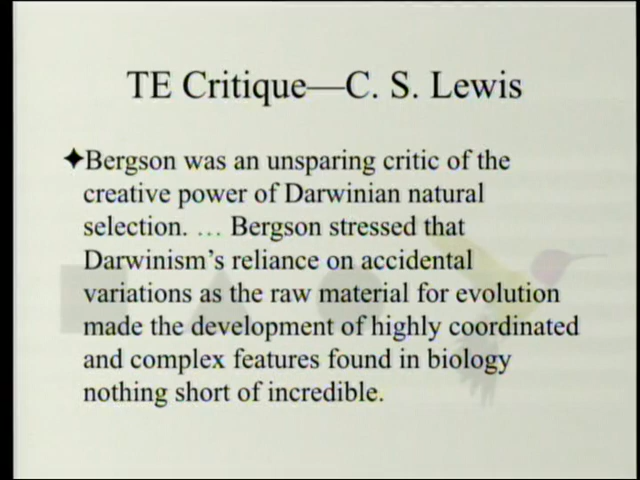 TE Critique—C. S. Lewis
✦Bergson was an unsparing critic of the
creative power of Darwinian natural
selection. … Bergson stressed that
Darwinism’s reliance on accidental
variations as the raw material for evolution
made the development of highly coordinated
and complex features found in biology
nothing short of incredible.